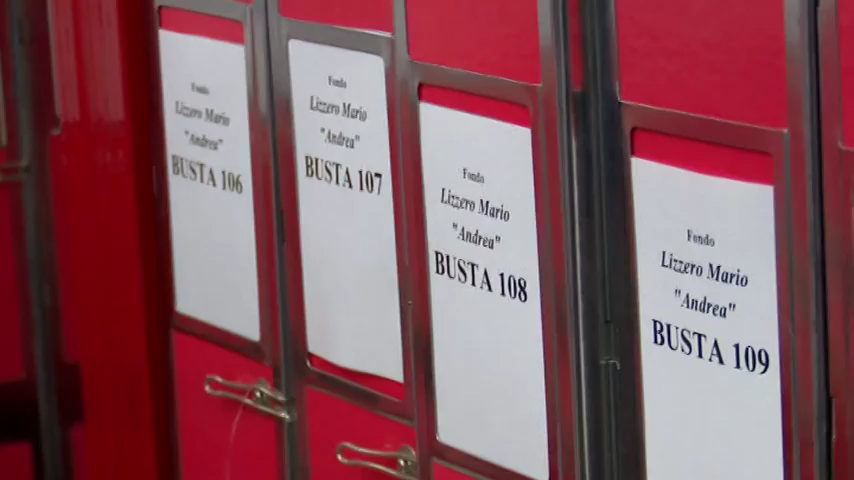 Fondo
Lizzero Mario
"Andrea"
BUSTA 106
Fondo
Lizzero Mario
"Andrea"
BUSTA 107
Fondo
Lizzero Mario
"Andrea"
BUSTA 108
Fondo
Lizzero Mario
"Andrea"
BUSTA 109